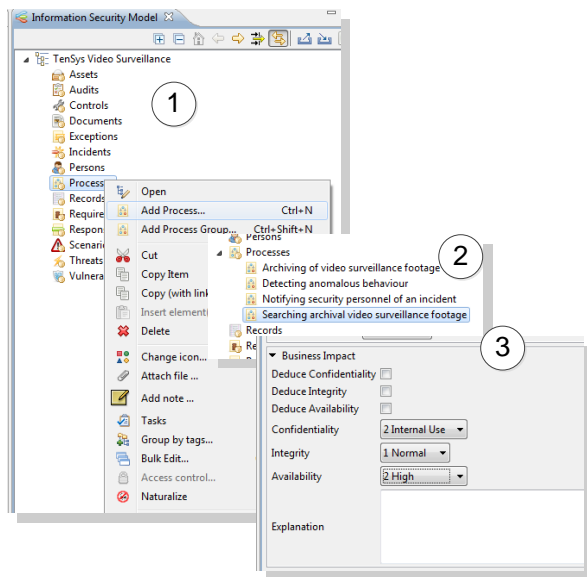 Information Security Model
TenSys Video Surveillance
Assets
Audits
Controls
Documents
Exceptions
Incidents
Persons
Process
Records
Require
Respon
Scenari
Threats
Vulnera
1
Open
Add Process... Ctrl+N
Add Process Group... Ctrl+Shift+N
Cut
Copy Item
Copy (with link
Insert element(
Delete
Change icon...
Attach file ...
Add note ...
Tasks
Group by tags...
Bulk Edit...
Access control...
Naturalize
Persons
Processes
Archiving of video surveillance footage
Detecting anomalous behaviour
Notifying security personnel of an incident
Searching archival video surveillance footage
Records
Re
2
3
Business Impact
Deduce Confidentiality
Deduce Integrity
Deduce Availability
Confidentiality 2 Internal Use
Integrity 1 Normal
Availability 2 High
Explanation